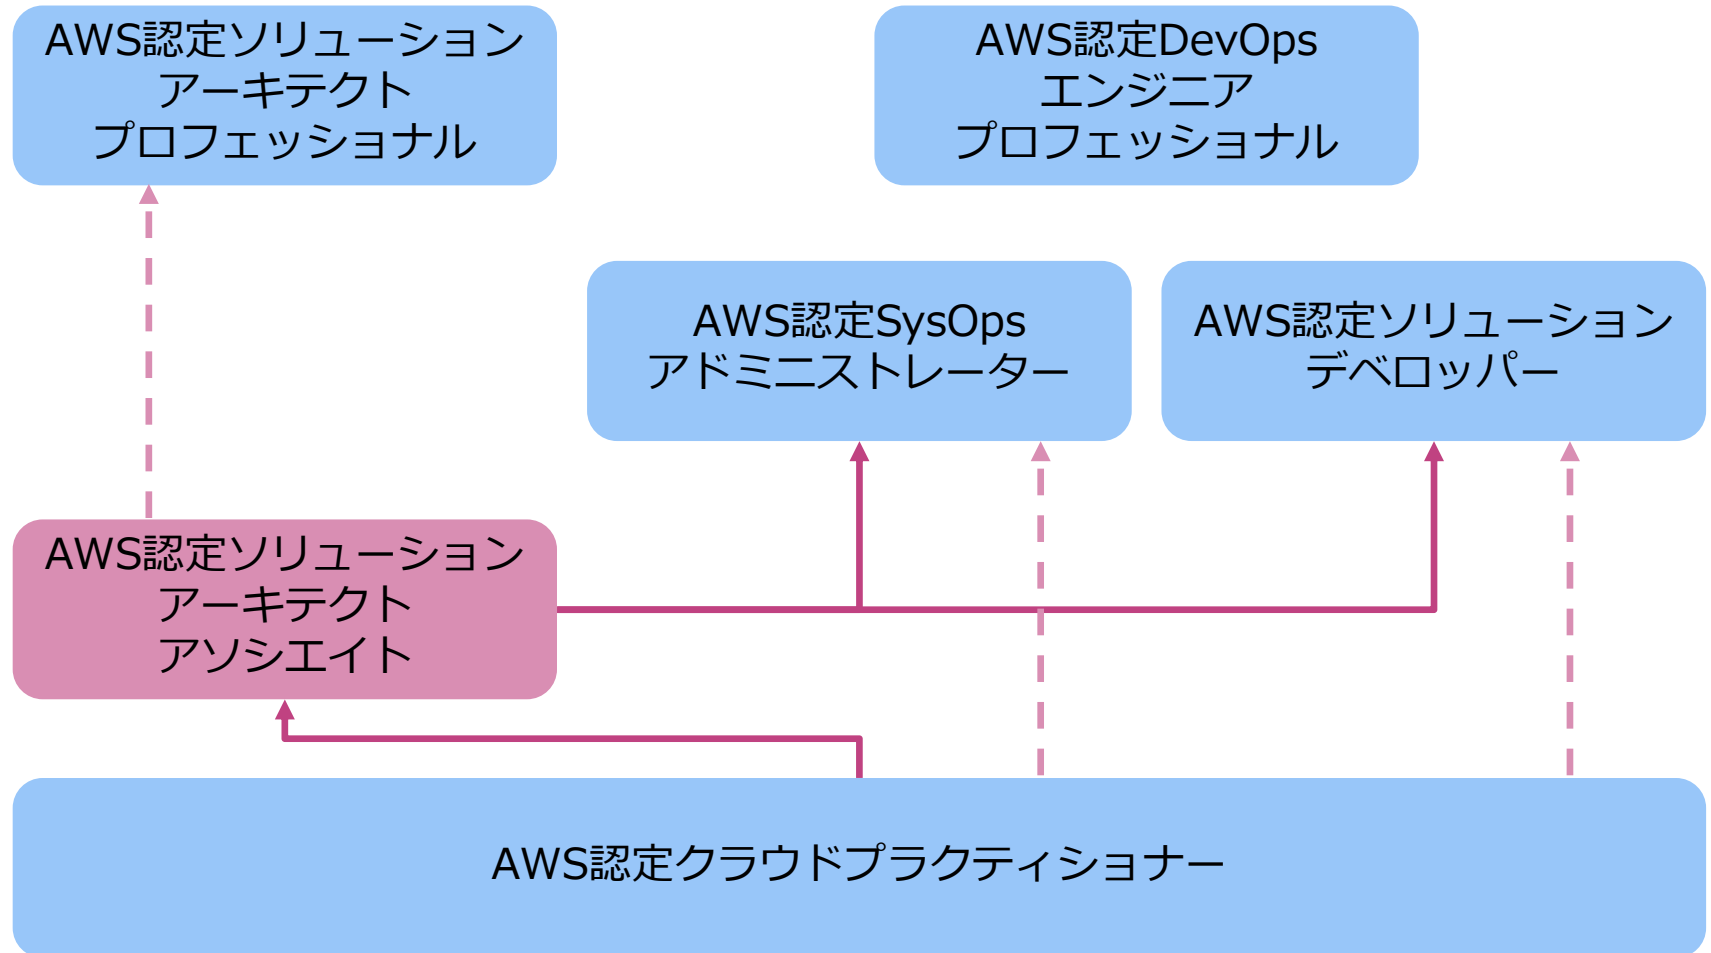 AWS認定ソリューション
アーキテクト
プロフェッショナル
AWS認定DevOps
エンジニア
プロフェッショナル
AWS認定SysOps
アドミニストレーター
AWS認定ソリューション
デベロッパー
AWS認定ソリューション
アーキテクト
アソシエイト
AWS認定クラウドプラクティショナー